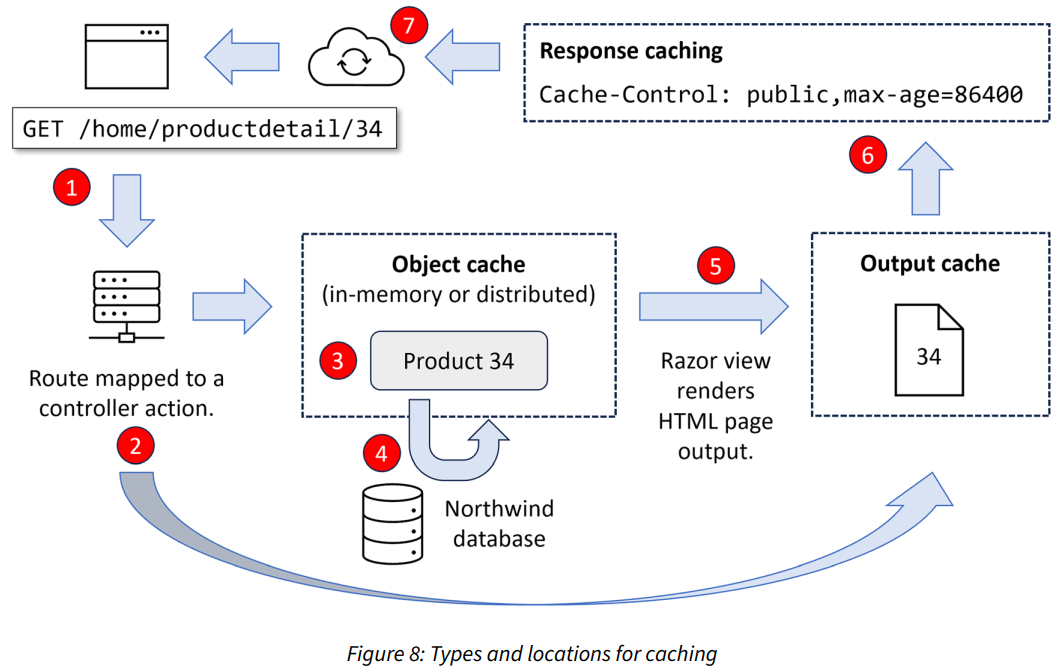 7
Response caching
Cache-Control: public,max-age=86400
GET /home/productdetail/34
1
6
Object cache
(in-memory or distributed)
5
Output cache
3
Product 34
34
Route mapped to a
controller action.
Razor view
renders
HTML page
output.
2
4
Northwind
database
Figure 8: Types and locations for caching